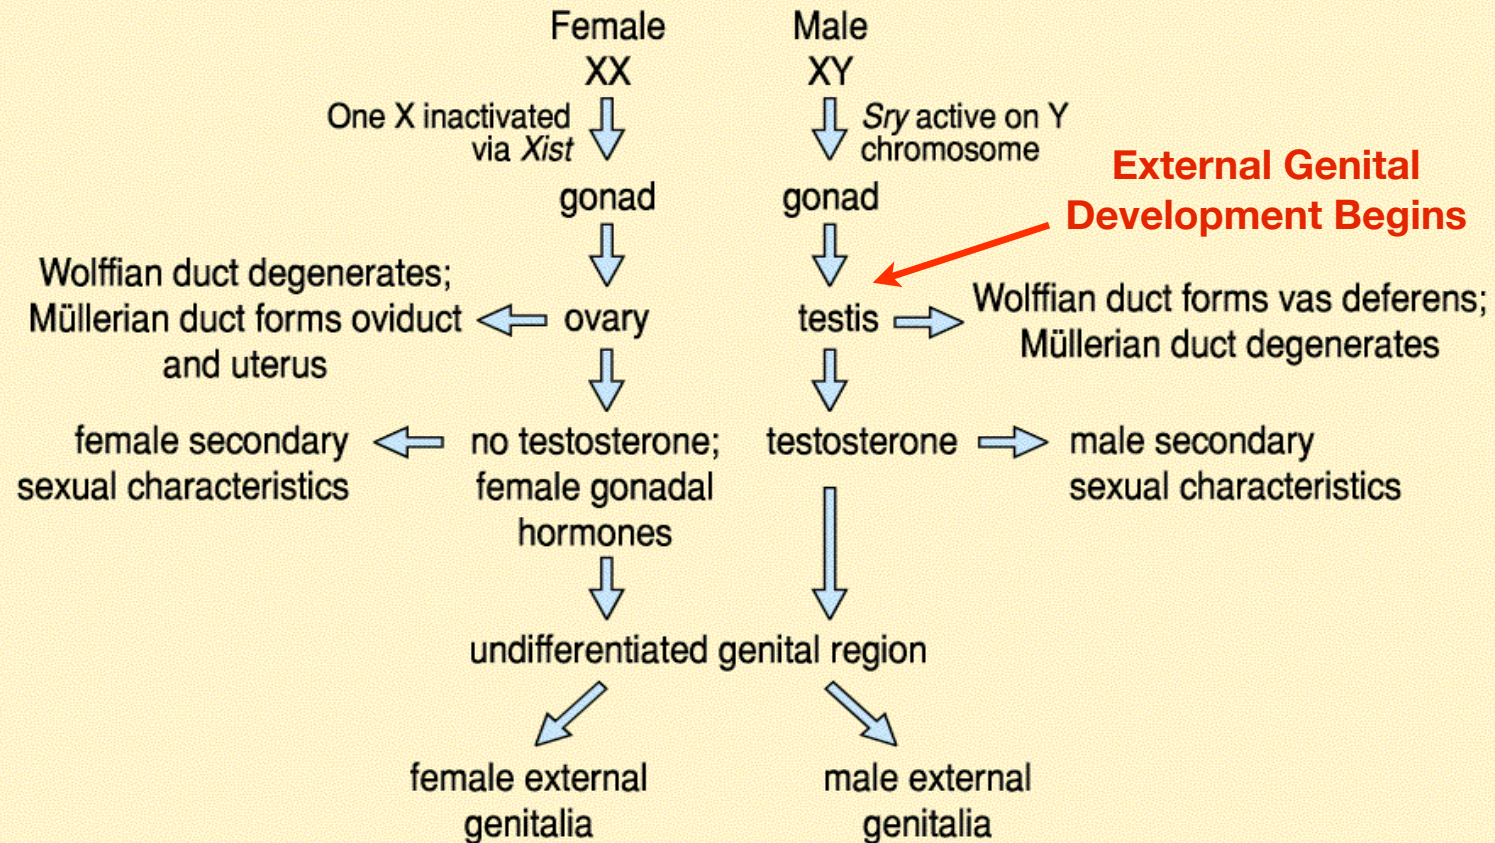 Female
XX
One X inactivated
via Xist
gonad
Wolffian duct degenerates;
Müllerian duct forms oviduct
and uterus
ovary
female secondary
sexual characteristics
no testosterone;
female gonadal
hormones
Male
XY
Sry active on Y
chromosome
gonad
External Genital
Development Begins
testis
Wolffian duct forms vas deferens;
Müllerian duct degenerates
testosterone
male secondary
sexual characteristics
undifferentiated genital region
female external
genitalia
male external
genitalia